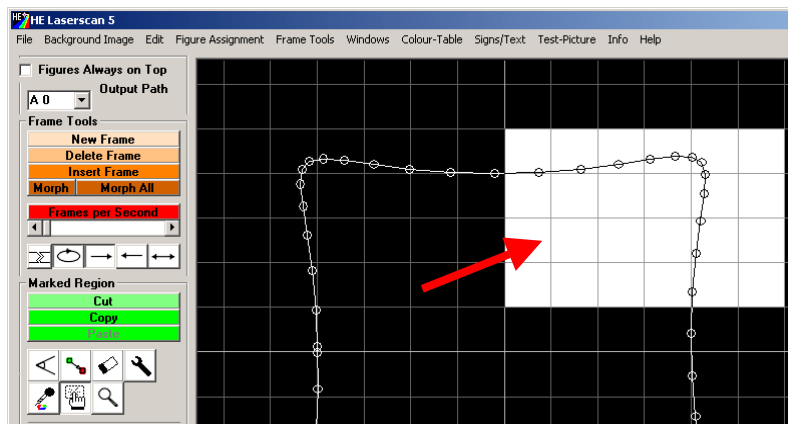 HE HE Laserscan 5
File Background Image Edit Figure Assignment Frame Tools Windows Colour-Table Signs/Text Test-Picture Info Help
Figures Always on Top
A 0 Output Path
Frame Tools
New Frame
Delete Frame
Insert Frame
Morph Morph All
Frames per Second
Marked Region
Cut
Copy
Paste